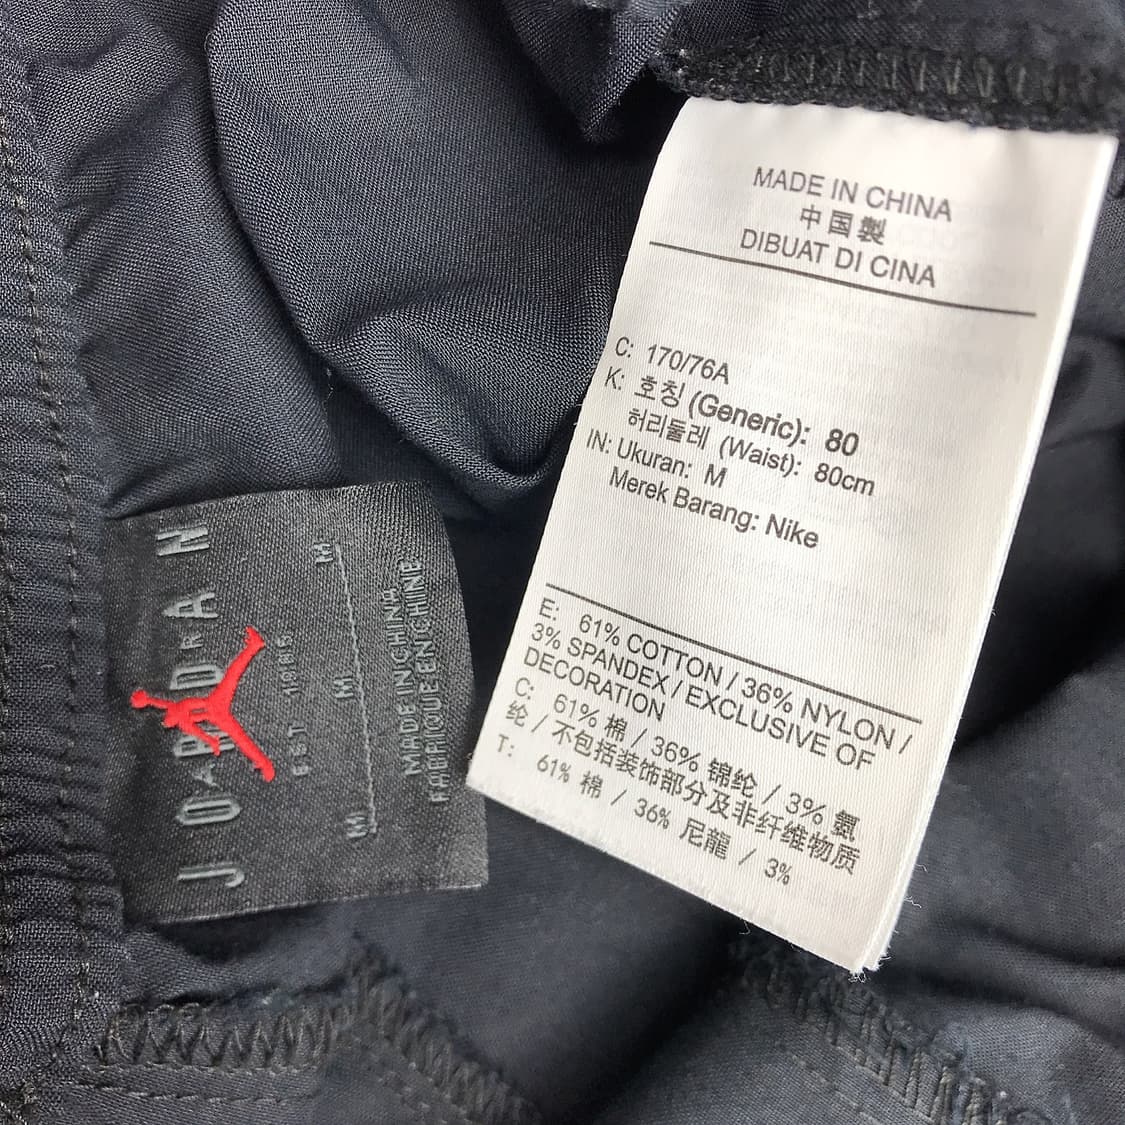 MADE IN CHINA
中国製
DIBUAT DI CINA
C: 170/76A
K: 호칭 (Generic): 80
허리둘레 (Waist): 80cm
IN: Ukuran: M
Merek Barang: Nike
E: 61% COTTON / 36% NYLON /
3% SPANDEX / EXCLUSIVE OF
DECORATION
C: 61% 棉 / 36% 锦纶 / 3% 氨
纶 / 不包括装饰部分及非纤维物质
T: 61% 棉 / 36% 尼龍 / 3%
JORDAN
EST. 1985
M M M
MADE IN CHINA
FABRIQUE EN CHINE